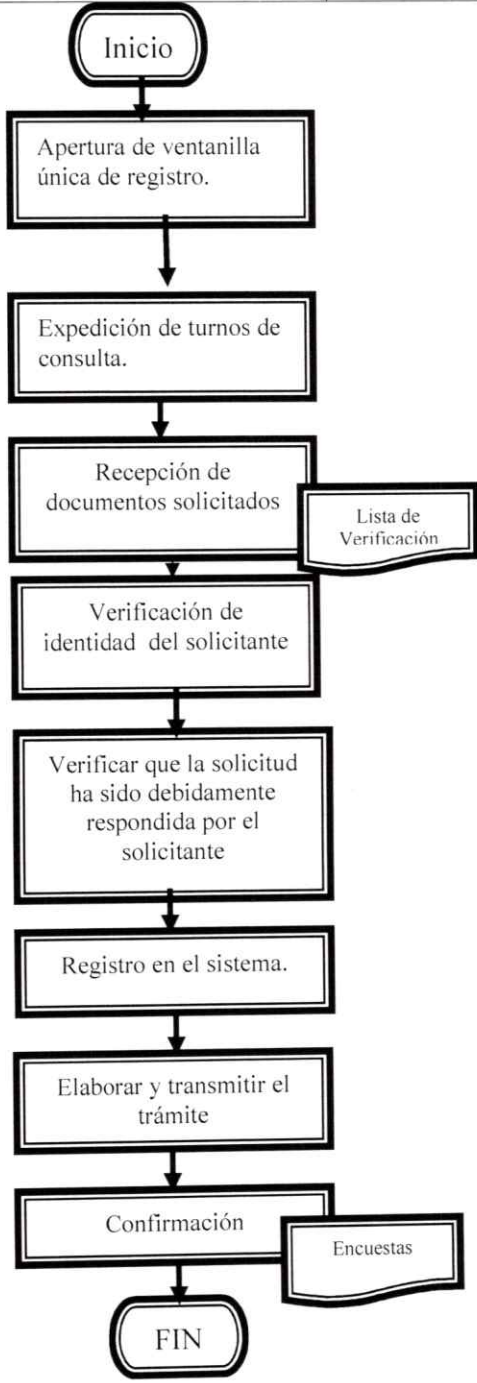 Inicio
Apertura de ventanilla
única de registro.
Expedición de turnos de
consulta.
Recepción de
documentos solicitados
Lista de
Verificación
Verificación de
identidad del solicitante
Verificar que la solicitud
ha sido debidamente
respondida por el
solicitante
Registro en el sistema.
Elaborar y transmitir el
trámite
Confirmación
Encuestas
FIN